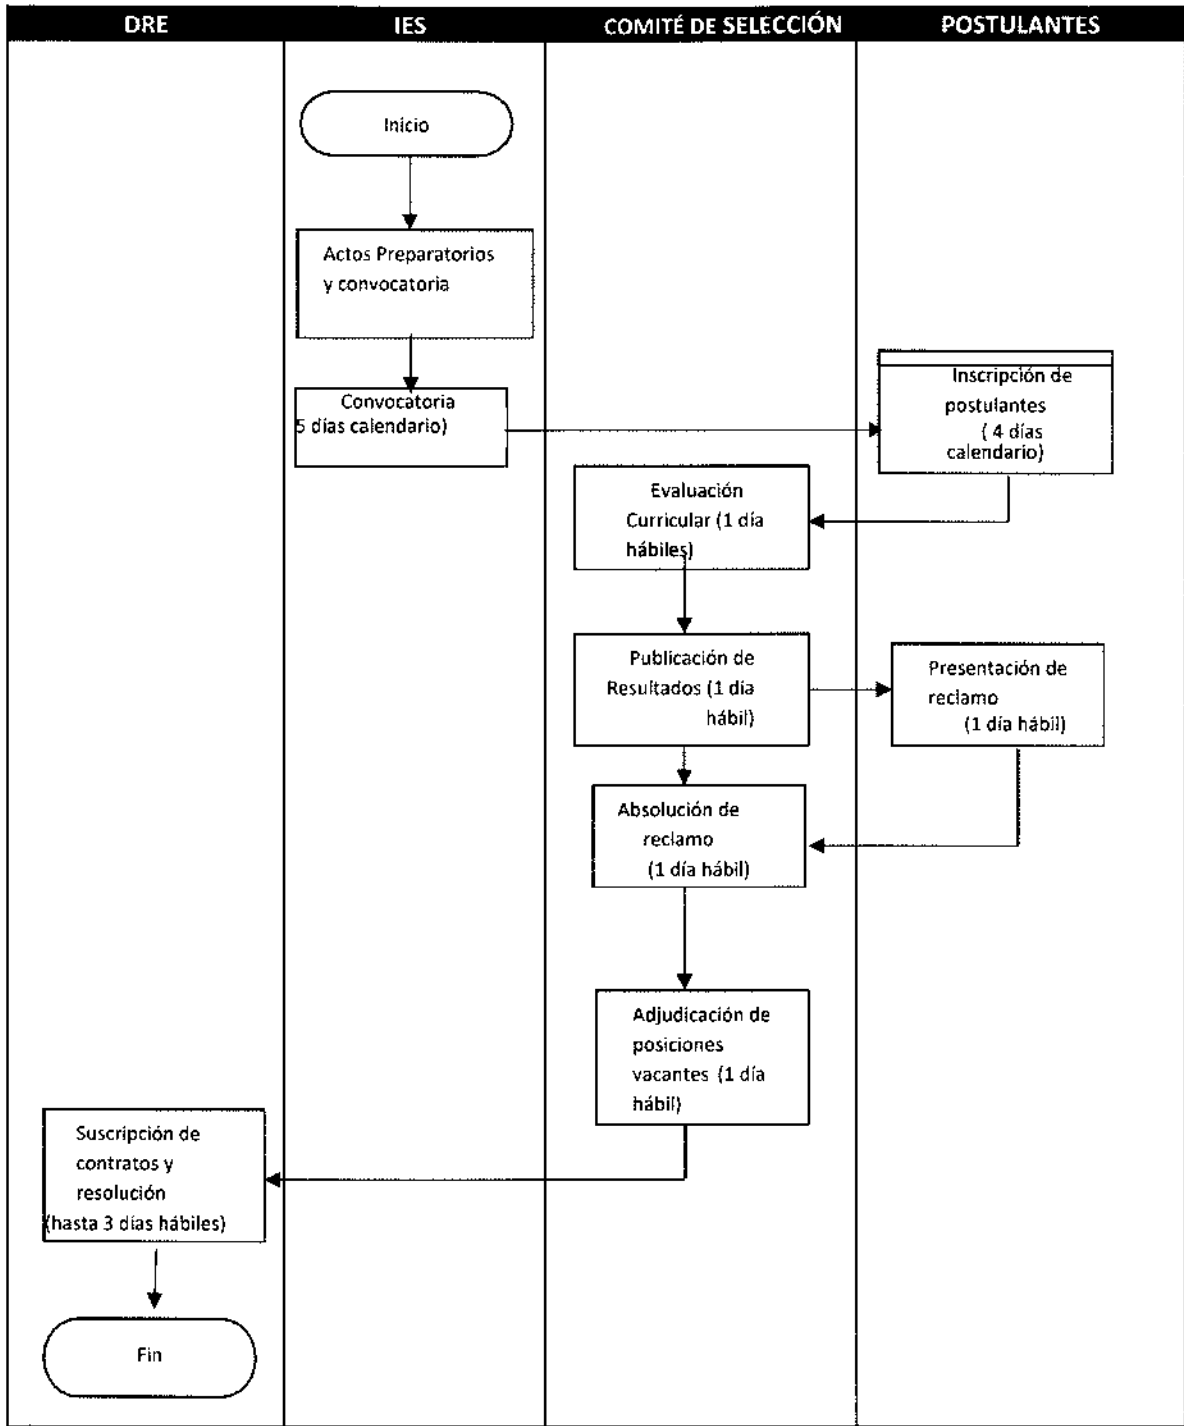 DRE
IES
COMITÉ DE SELECCIÓN
POSTULANTES
Inicio
Actos Preparatorios
y convocatoria
Convocatoria
5 días calendario)
Inscripción de
postulantes
( 4 días
calendario)
Evaluación
Curricular (1 día
hábiles)
Publicación de
Resultados (1 día
hábil)
Presentación de
reclamo
(1 día hábil)
Absolución de
reclamo
(1 día hábil)
Adjudicación de
posiciones
vacantes (1 día
hábil)
Suscripción de
contratos y
resolución
(hasta 3 días hábiles)
Fin